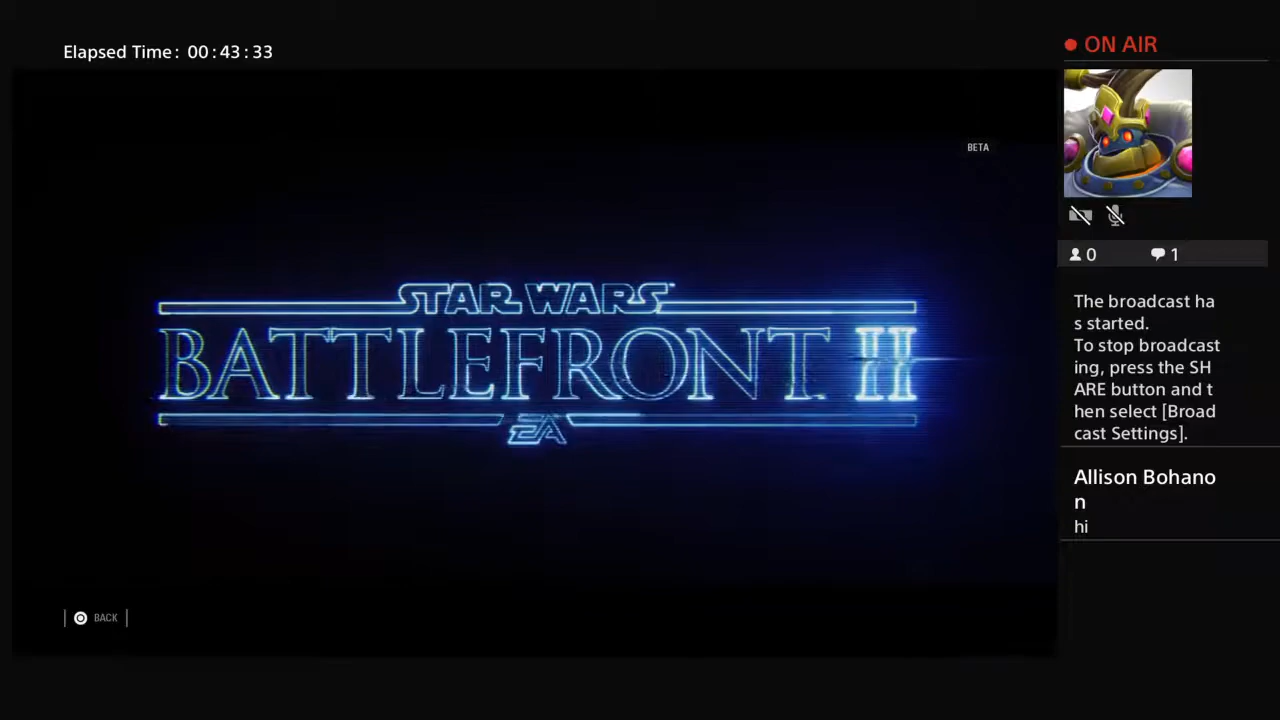 Elapsed Time: 00:43:33
ON AIR
BETA
0 1
STAR WARS™
BATTLEFRONT II
EA
The broadcast ha
s started.
To stop broadcast
ing, press the SH
ARE button and t
hen select [Broad
cast Settings].
Allison Bohano
n
hi
BACK